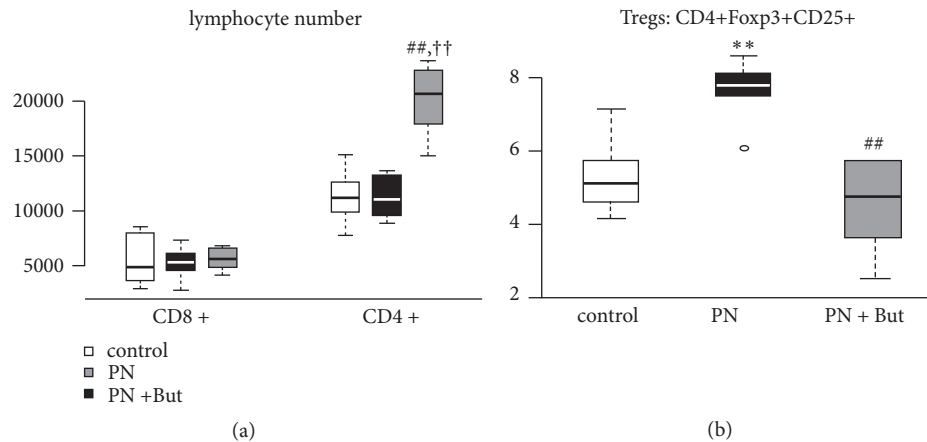 lymphocyte number
##,††
20000
15000
10000
5000
CD8 +
CD4 +
control
PN
PN +But
(a)
Tregs: CD4+Foxp3+CD25+
**
8
6
##
4
2
control
PN
PN + But
(b)